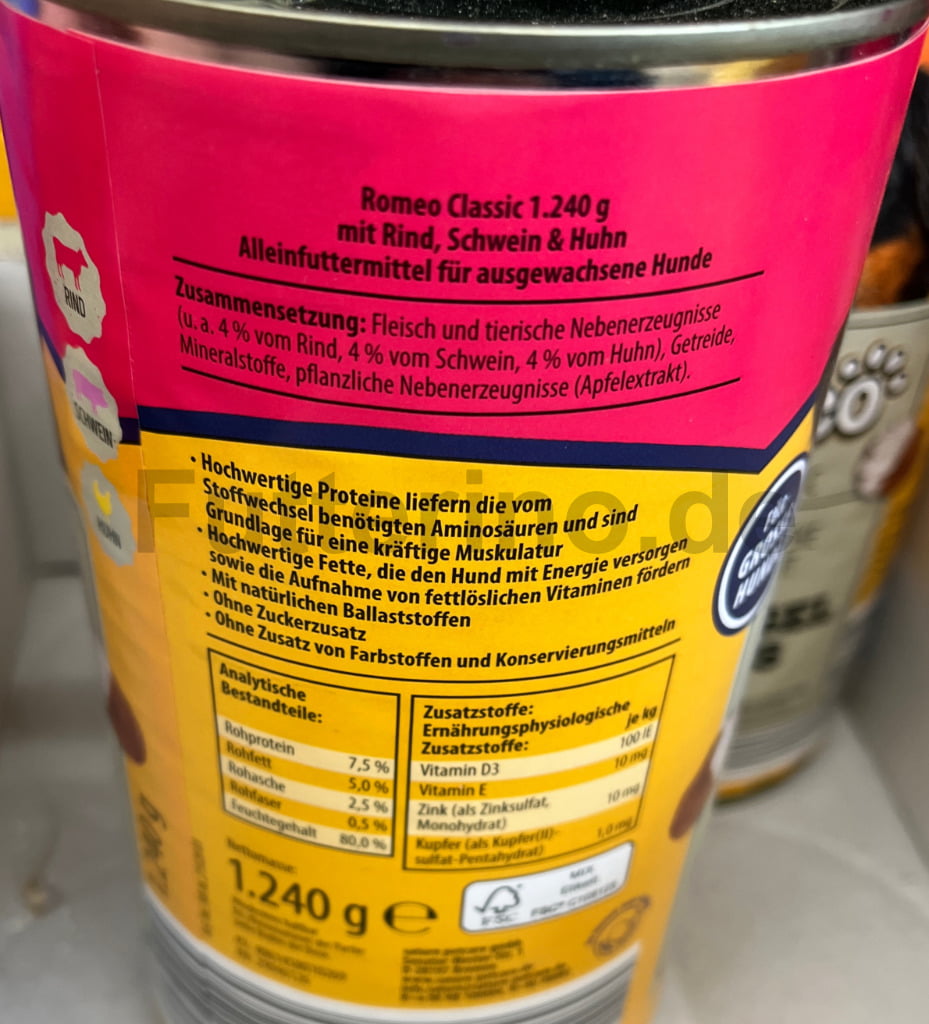 Romeo Classic 1.240 g
mit Rind, Schwein & Huhn
Alleinfuttermittel für ausgewachsene Hunde
Zusammensetzung: Fleisch und tierische Nebenerzeugnisse
(u. a. 4 % vom Rind, 4 % vom Schwein, 4 % vom Huhn), Getreide,
Mineralstoffe, pflanzliche Nebenerzeugnisse (Apfelextrakt).
RIND
SCHWEIN
HUHN
• Hochwertige Proteine liefern die vom
Stoffwechsel benötigten Aminosäuren und sind
Grundlage für eine kräftige Muskulatur
• Hochwertige Fette, die den Hund mit Energie versorgen
sowie die Aufnahme von fettlöslichen Vitaminen fördern
• Mit natürlichen Ballaststoffen
• Ohne Zuckerzusatz
• Ohne Zusatz von Farbstoffen und Konservierungsmitteln
FÜR
GROSSE
HUNDE
Futterino.de
Analytische
Bestandteile:
Rohprotein 7,5 %
Rohfett 5,0 %
Rohasche 2,5 %
Rohfaser 0,5 %
Feuchtegehalt 80,0 %
Zusatzstoffe:
Ernährungsphysiologische
Zusatzstoffe: je kg
Vitamin D3 100 IE
Vitamin E 10 mg
Zink (als Zinksulfat,
Monohydrat) 10 mg
Kupfer (als Kupfer(II)-
sulfat-Pentahydrat) 1,0 mg
Nettomasse:
1.240 g e
FSC
MIX